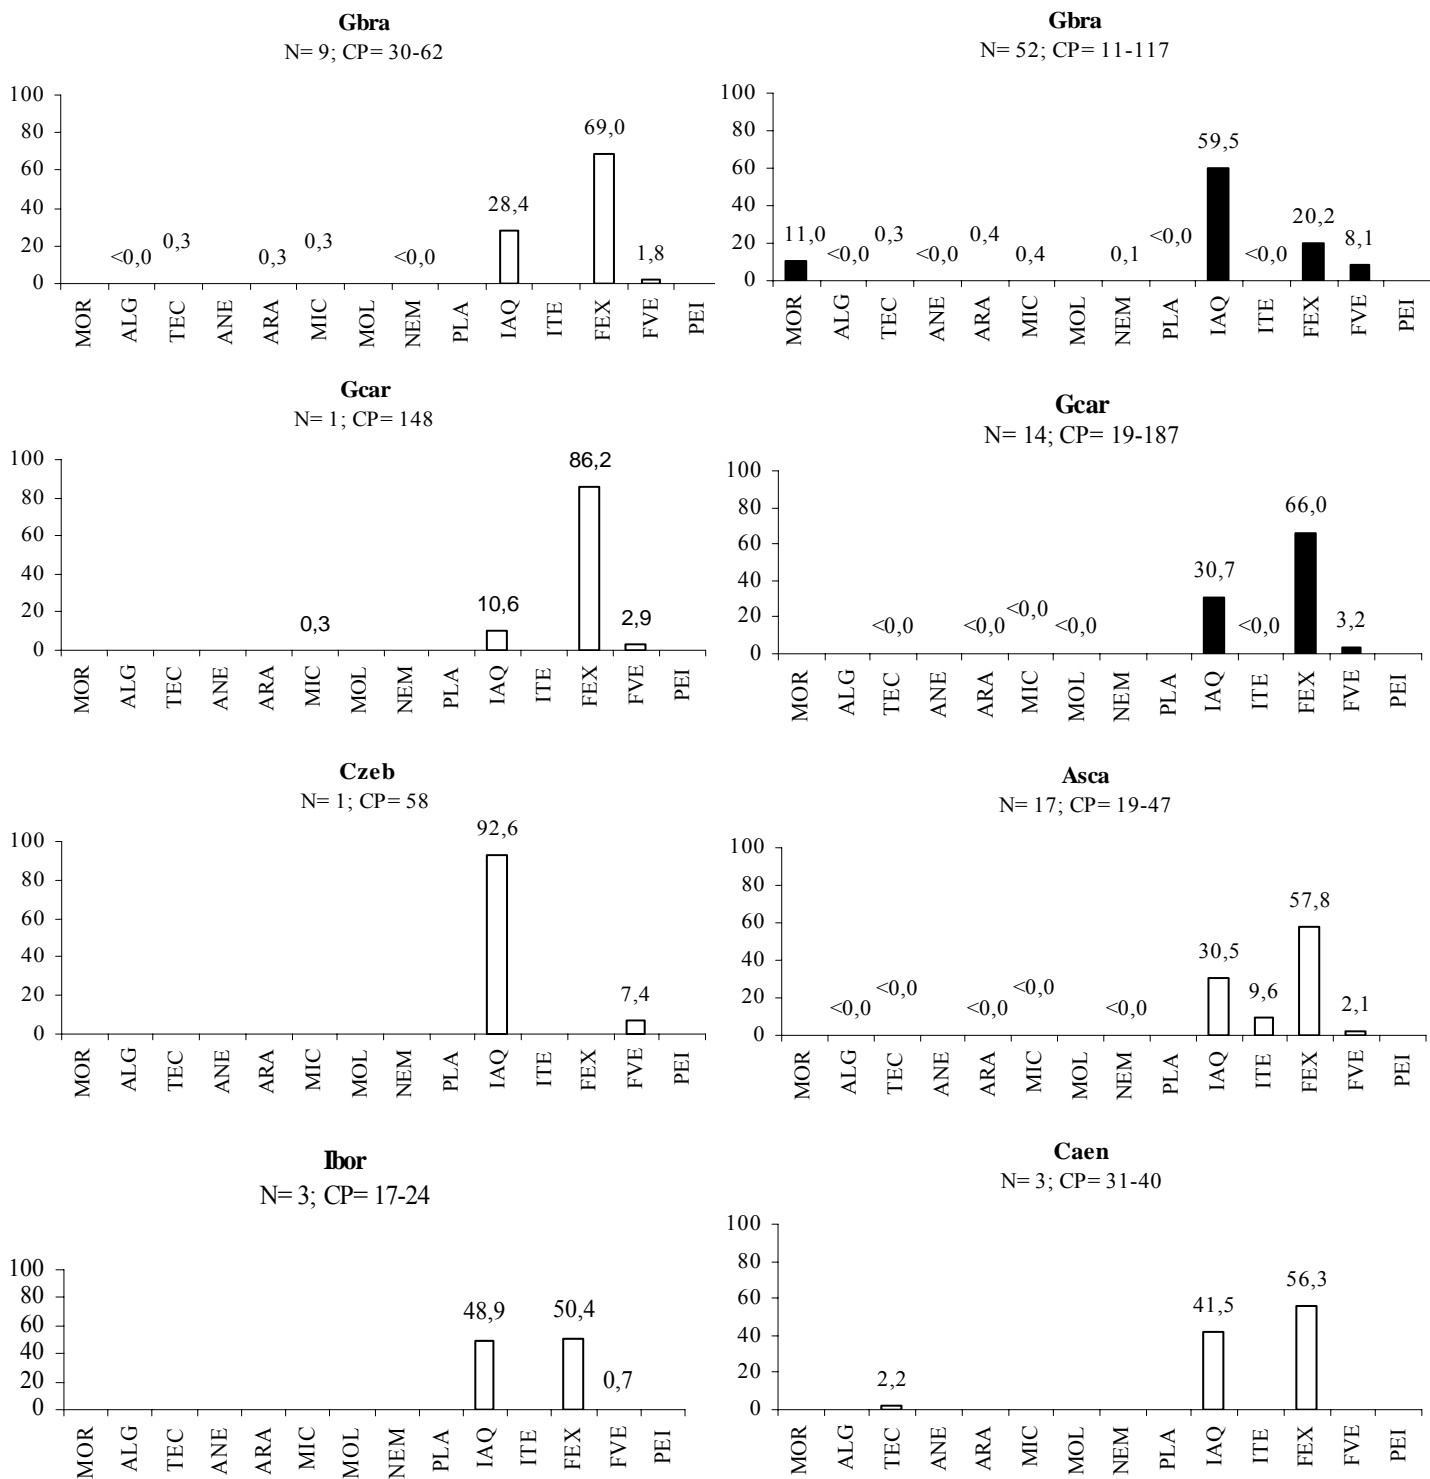 Gbra
N= 9; CP= 30-62
100
80
60
40
20
0
<0,0
0,3
0,3
0,3
<0,0
28,4
69,0
1,8
MOR
ALG
TEC
ANE
ARA
MIC
MOL
NEM
PLA
IAQ
ITE
FEX
FVE
PEI
Gbra
N= 52; CP= 11-117
100
80
60
40
20
0
11,0
<0,0
0,3
<0,0
0,4
0,4
0,1
<0,0
59,5
<0,0
20,2
8,1
MOR
ALG
TEC
ANE
ARA
MIC
MOL
NEM
PLA
IAQ
ITE
FEX
FVE
PEI
Gcar
N= 1; CP= 148
100
80
60
40
20
0
0,3
10,6
86,2
2,9
MOR
ALG
TEC
ANE
ARA
MIC
MOL
NEM
PLA
IAQ
ITE
FEX
FVE
PEI
Gcar
N= 14; CP= 19-187
100
80
60
40
20
0
<0,0
<0,0
<0,0
<0,0
30,7
<0,0
66,0
3,2
MOR
ALG
TEC
ANE
ARA
MIC
MOL
NEM
PLA
IAQ
ITE
FEX
FVE
PEI
Czeb
N= 1; CP= 58
100
80
60
40
20
0
92,6
7,4
MOR
ALG
TEC
ANE
ARA
MIC
MOL
NEM
PLA
IAQ
ITE
FEX
FVE
PEI
Asca
N= 17; CP= 19-47
100
80
60
40
20
0
<0,0
<0,0
<0,0
<0,0
<0,0
30,5
9,6
57,8
2,1
MOR
ALG
TEC
ANE
ARA
MIC
MOL
NEM
PLA
IAQ
ITE
FEX
FVE
PEI
Ibor
N= 3; CP= 17-24
100
80
60
40
20
0
48,9
50,4
0,7
MOR
ALG
TEC
ANE
ARA
MIC
MOL
NEM
PLA
IAQ
ITE
FEX
FVE
PEI
Caen
N= 3; CP= 31-40
100
80
60
40
20
0
2,2
41,5
56,3
MOR
ALG
TEC
ANE
ARA
MIC
MOL
NEM
PLA
IAQ
ITE
FEX
FVE
PEI